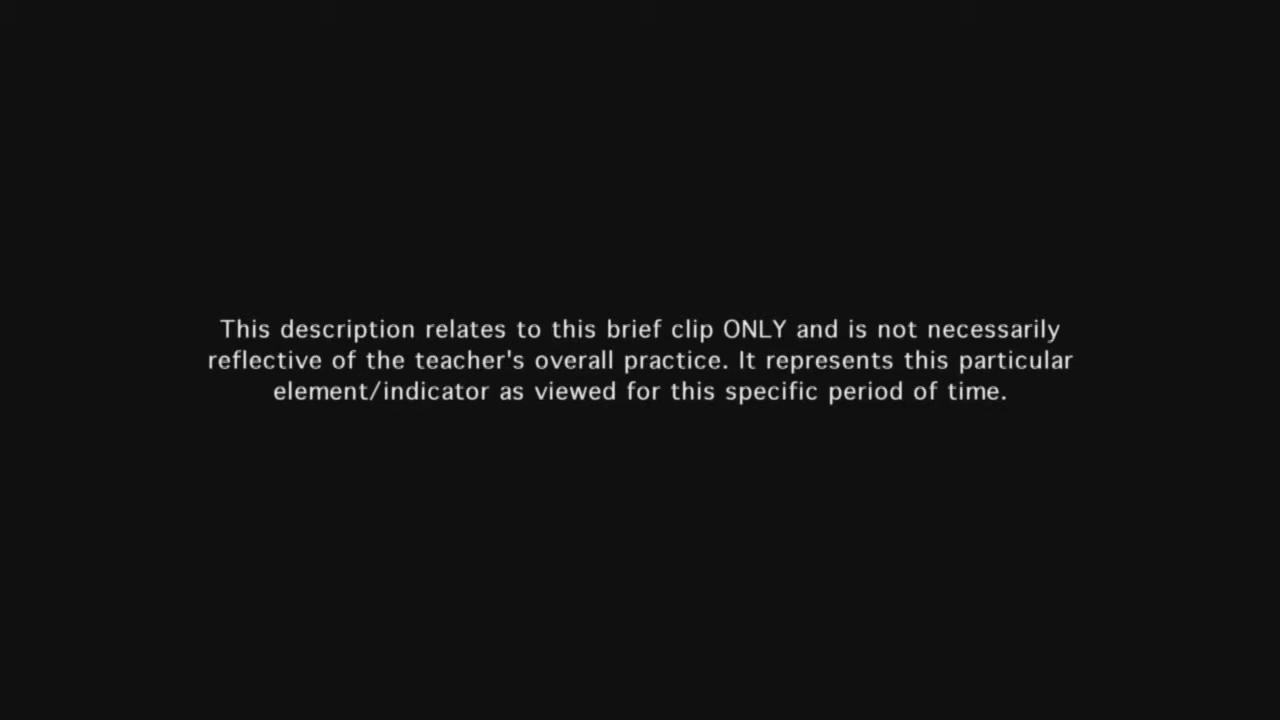 This description relates to this brief clip ONLY and is not necessarily
reflective of the teacher's overall practice. It represents this particular
element/indicator as viewed for this specific period of time.